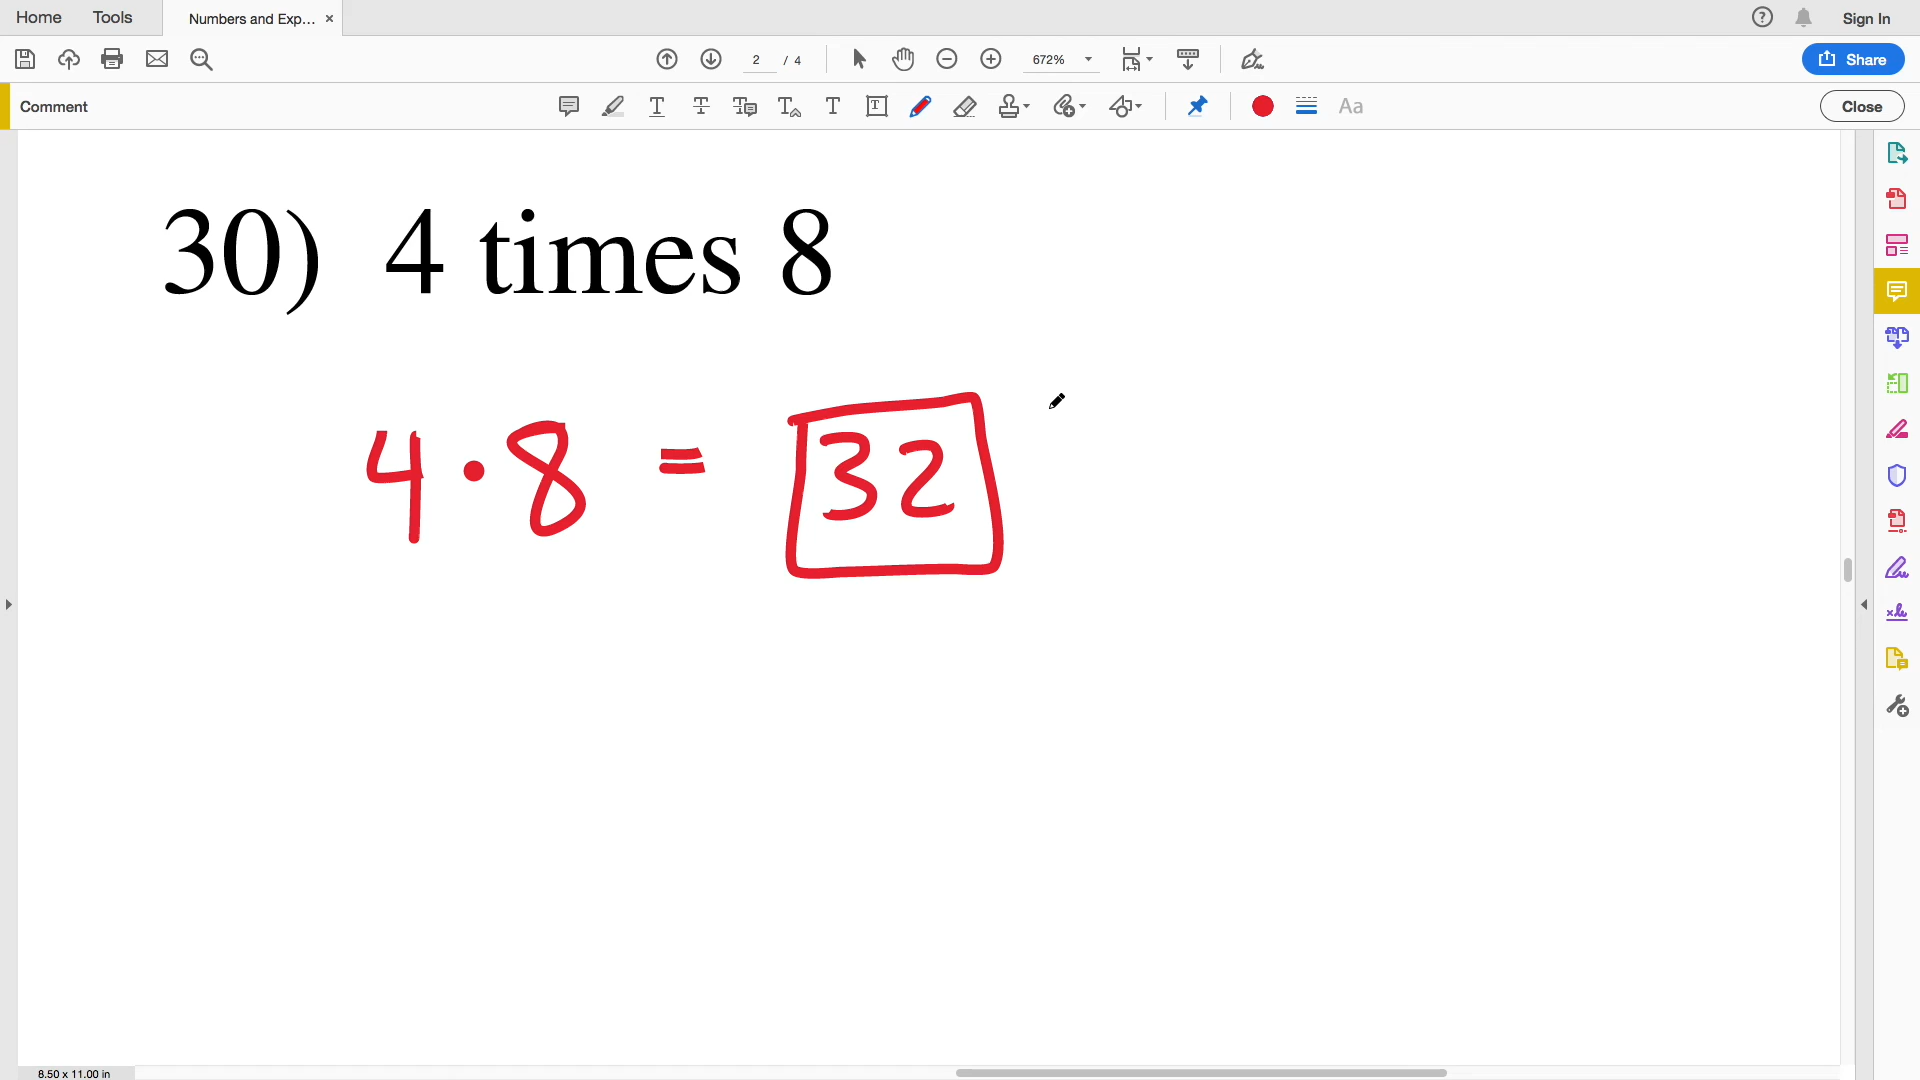 Home Tools Numbers and Exp... × Sign In
2 / 4 672% Share
Comment Aa Close
30) 4 times 8
4 · 8 = 32
8.50 x 11.00 in